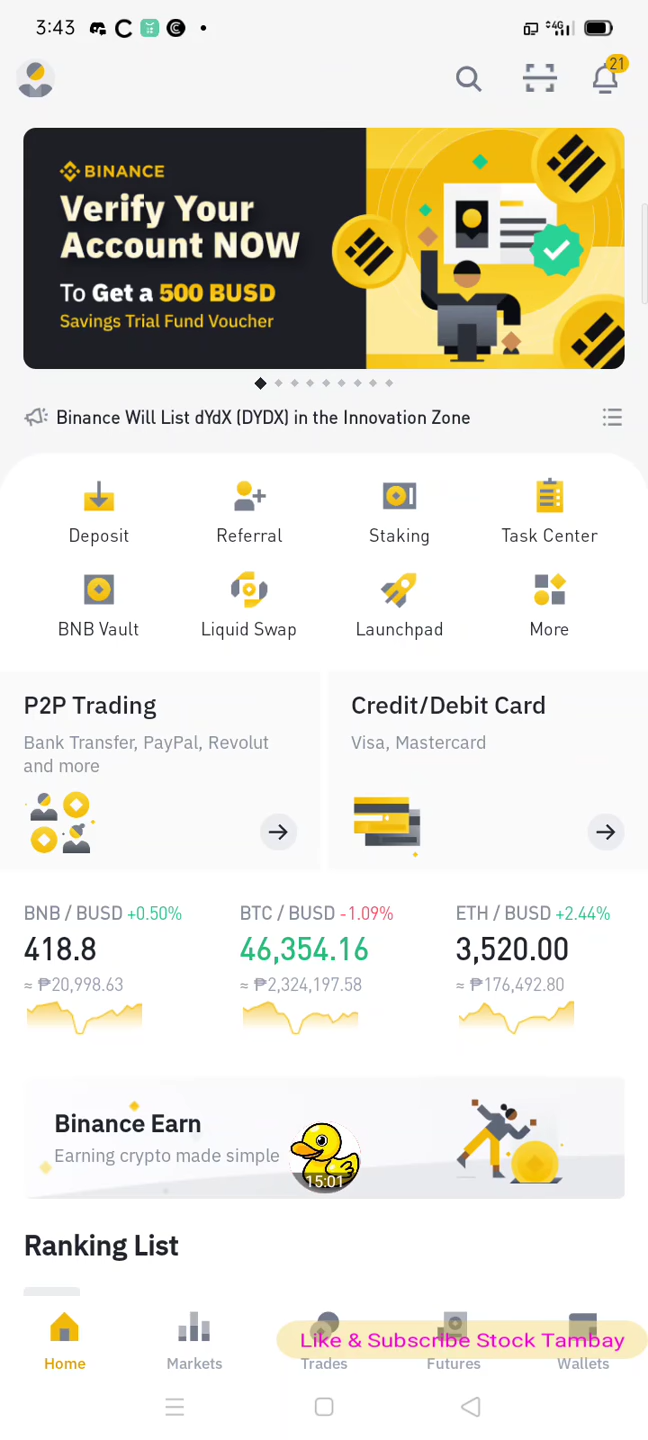 3:43
4G
21
BINANCE
Verify Your
Account NOW
To Get a 500 BUSD
Savings Trial Fund Voucher
Binance Will List dYdX (DYDX) in the Innovation Zone
Deposit
Referral
Staking
Task Center
BNB Vault
Liquid Swap
Launchpad
More
P2P Trading
Bank Transfer, PayPal, Revolut
and more
Credit/Debit Card
Visa, Mastercard
BNB / BUSD +0.50%
418.8
≈ ₱20,998.63
BTC / BUSD -1.09%
46,354.16
≈ ₱2,324,197.58
ETH / BUSD +2.44%
3,520.00
≈ ₱176,492.80
Binance Earn
Earning crypto made simple
15:01
Ranking List
Like & Subscribe Stock Tambay
Home
Markets
Trades
Futures
Wallets